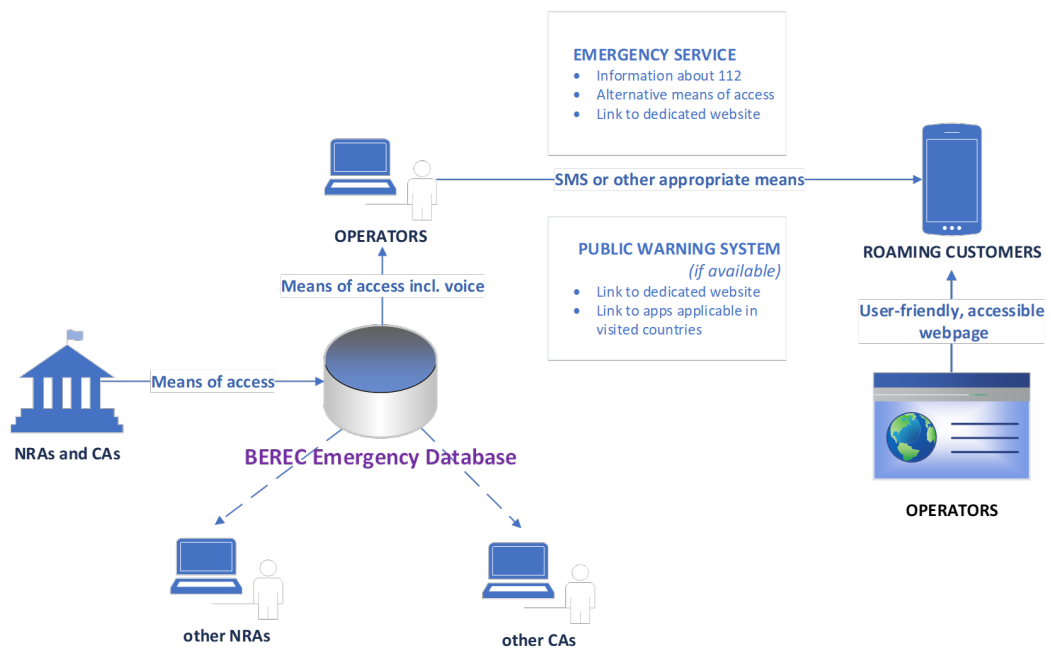 EMERGENCY SERVICE
• Information about 112
• Alternative means of access
• Link to dedicated website
SMS or other appropriate means
OPERATORS
PUBLIC WARNING SYSTEM
(if available)
• Link to dedicated website
• Link to apps applicable in
visited countries
ROAMING CUSTOMERS
Means of access incl. voice
User-friendly, accessible
webpage
Means of access
NRAs and CAs
BEREC Emergency Database
OPERATORS
other NRAs
other CAs